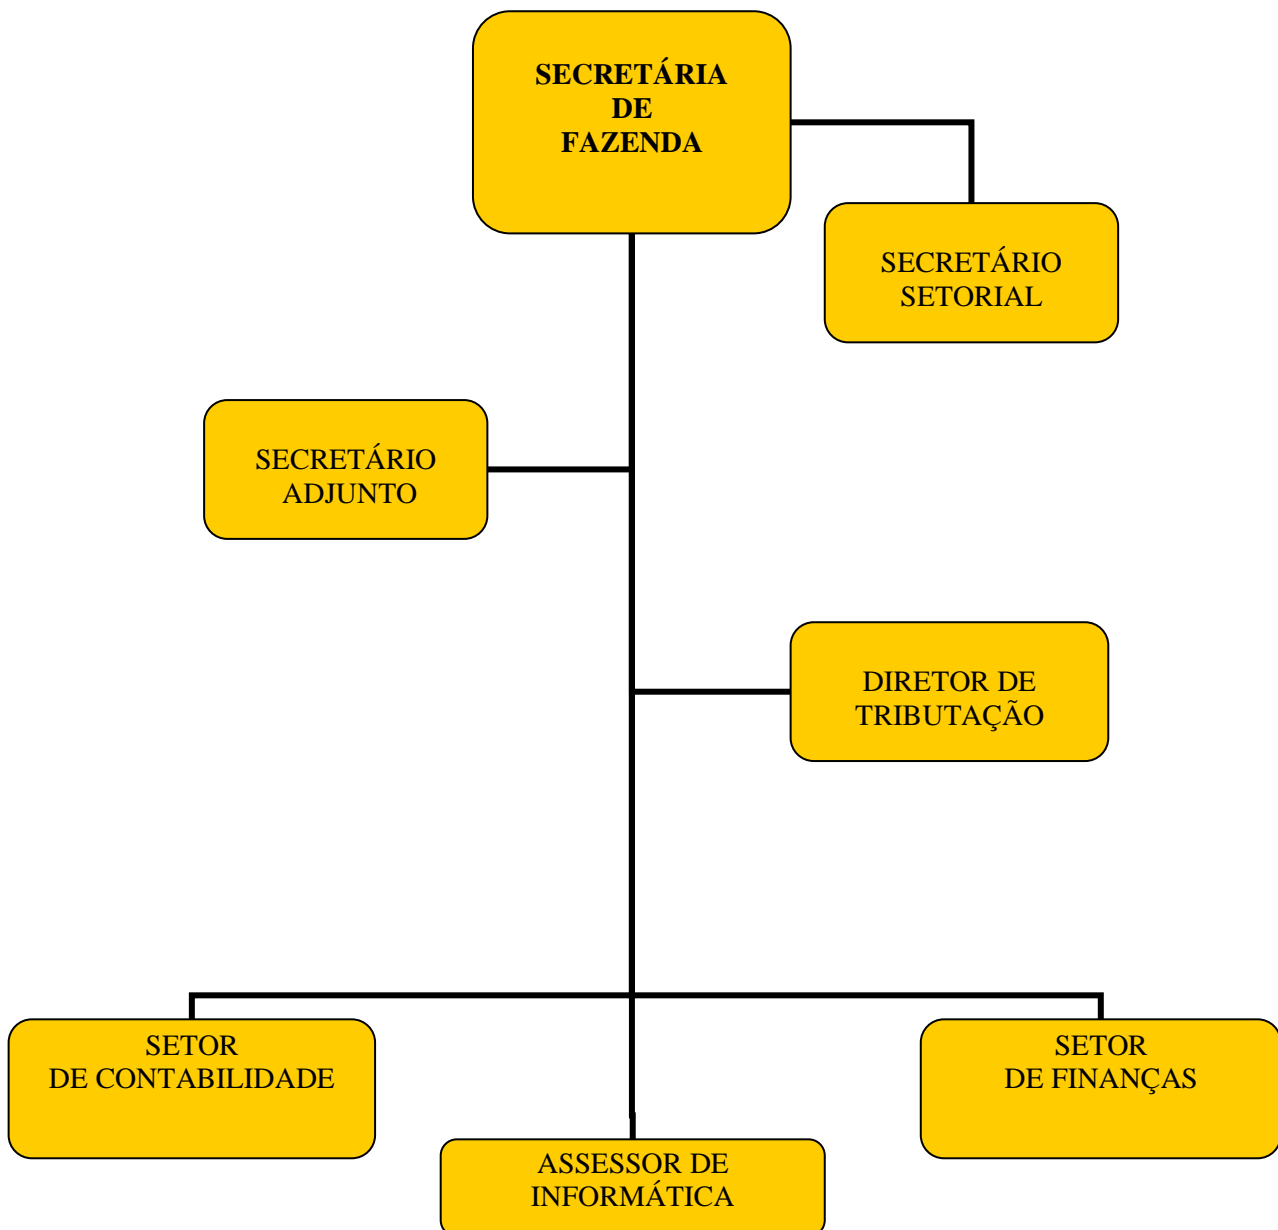 SECRETÁRIA
DE
FAZENDA
SECRETÁRIO
SETORIAL
SECRETÁRIO
ADJUNTO
DIRETOR DE
TRIBUTAÇÃO
SETOR
DE CONTABILIDADE
SETOR
DE FINANÇAS
ASSESSOR DE
INFORMÁTICA